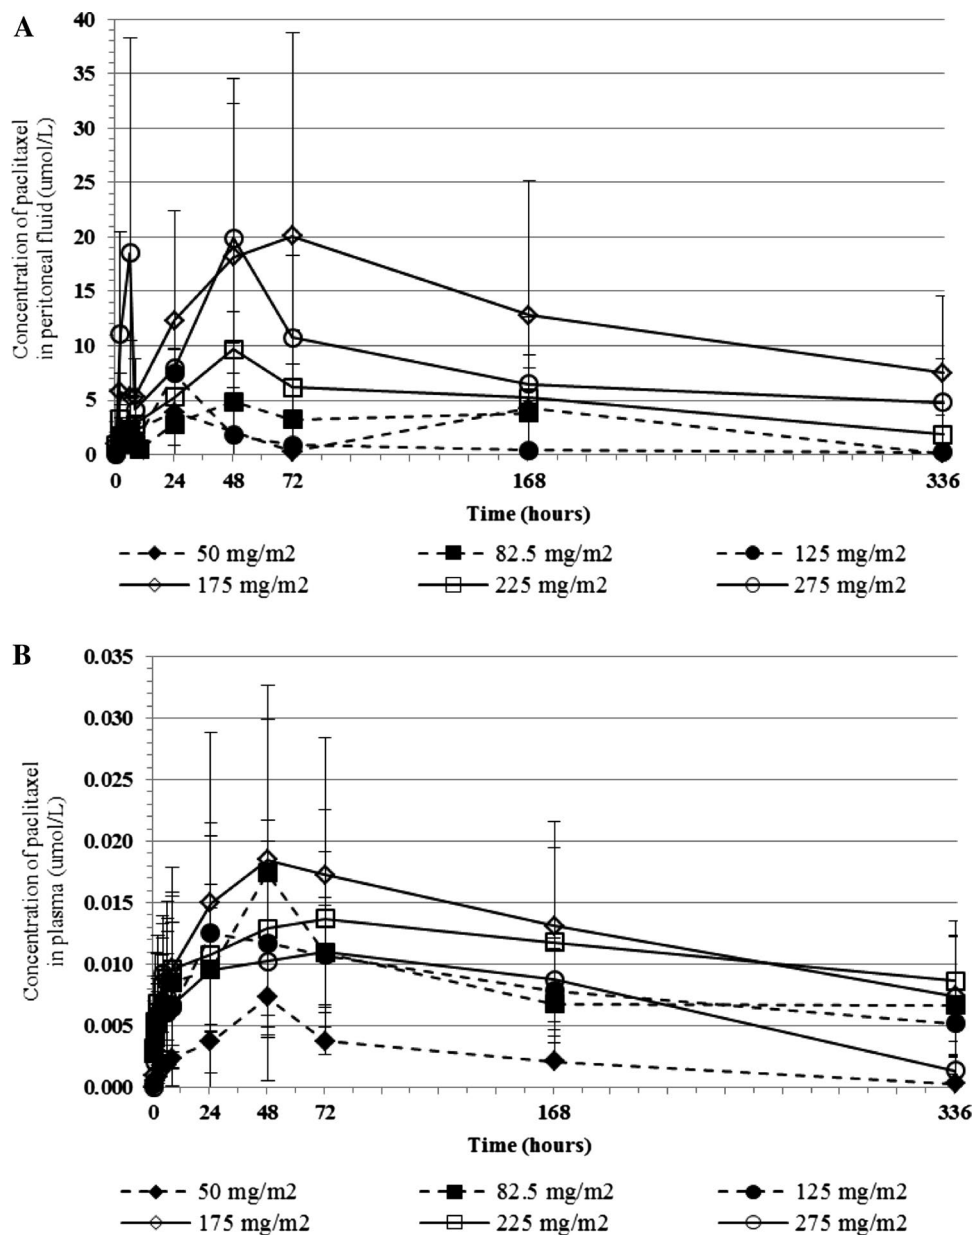 A
40
35
30
25
20
15
10
5
0
Concentration of paclitaxel
in peritoneal fluid (umol/L)
0 24 48 72 168 336
Time (hours)
50 mg/m2 82.5 mg/m2 125 mg/m2
175 mg/m2 225 mg/m2 275 mg/m2
B
0.035
0.030
0.025
0.020
0.015
0.010
0.005
0.000
Concentration of paclitaxel
in plasma (umol/L)
0 24 48 72 168 336
Time (hours)
50 mg/m2 82.5 mg/m2 125 mg/m2
175 mg/m2 225 mg/m2 275 mg/m2